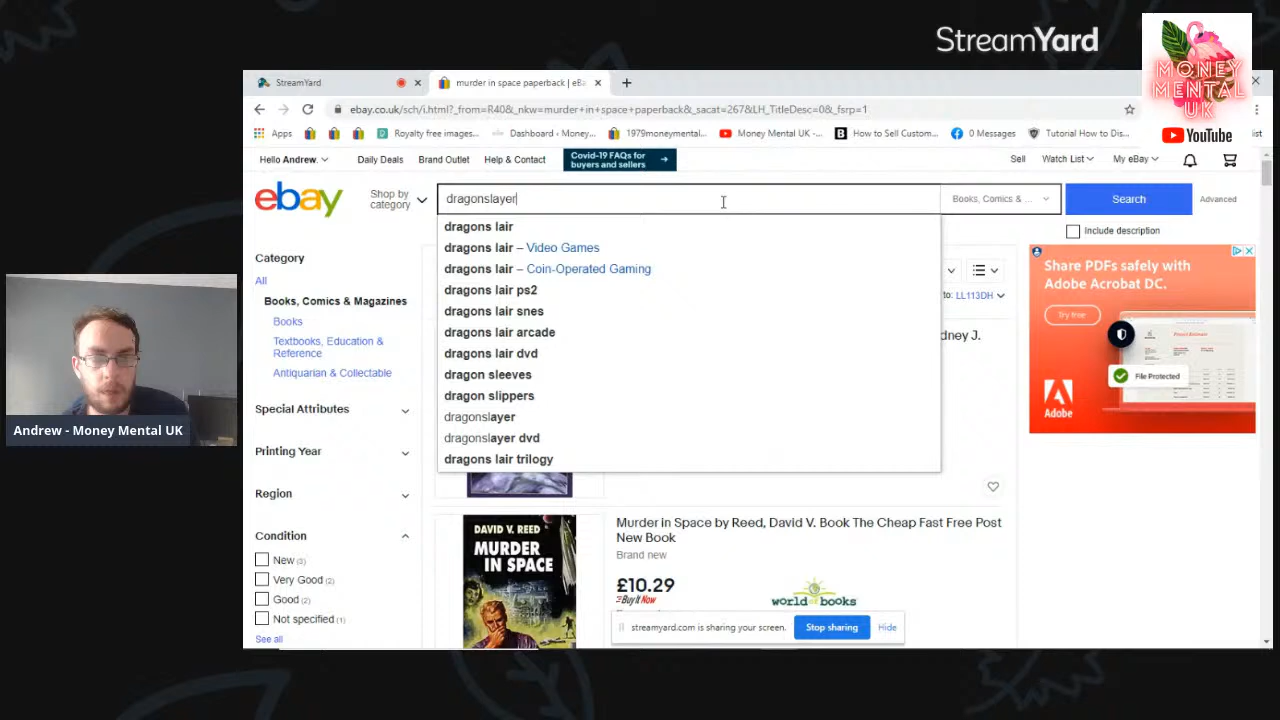 StreamYard
MONEY
MENTAL
UK
YouTube
StreamYard
murder in space paperback | eBa
ebay.co.uk/sch/i.html?_from=R40&_nkw=murder+in+space+paperback&_sacat=267&LH_TitleDesc=0&_fsrp=1
Apps
Royalty free images...
Dashboard ‹ Money...
1979moneymental...
Money Mental UK -...
How to Sell Custom...
0 Messages
Tutorial How to Dis...
ist
Hello Andrew.
Daily Deals
Brand Outlet
Help & Contact
Covid-19 FAQs for
buyers and sellers
Sell
Watch List
My eBay
ebay
Shop by
category
dragonslayer
Books, Comics & ...
Search
Advanced
Include description
dragons lair
dragons lair – Video Games
dragons lair – Coin-Operated Gaming
dragons lair ps2
dragons lair snes
dragons lair arcade
dragons lair dvd
dragon sleeves
dragon slippers
dragonslayer
dragonslayer dvd
dragons lair trilogy
Category
All
Books, Comics & Magazines
Books
Textbooks, Education &
Reference
Antiquarian & Collectable
Special Attributes
Printing Year
Region
Condition
New (3)
Very Good (2)
Good (2)
Not specified (1)
See all
to: LL113DH
dney J.
Share PDFs safely with
Adobe Acrobat DC.
Try free
File Protected
Adobe
DAVID V. REED
MURDER
IN SPACE
Murder in Space by Reed, David V. Book The Cheap Fast Free Post
New Book
Brand new
£10.29
Buy It Now
world of books
streamyard.com is sharing your screen.
Stop sharing
Hide
Andrew - Money Mental UK